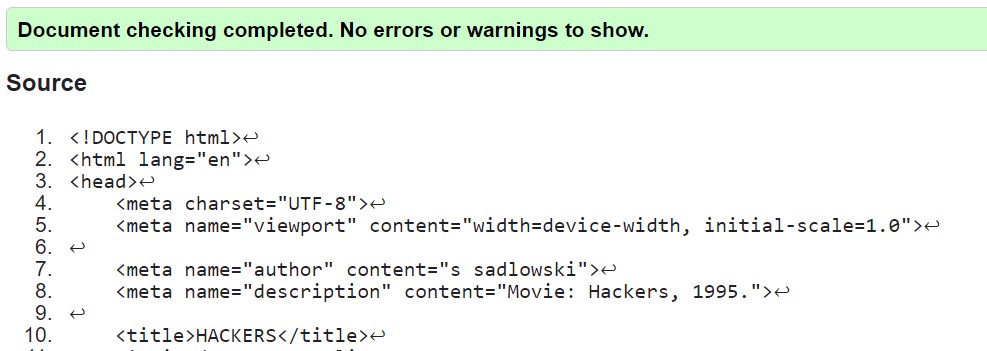 Document checking completed. No errors or warnings to show.
Source
1. <!DOCTYPE html>↩
2. <html lang="en">↩
3. <head>↩
4. <meta charset="UTF-8">↩
5. <meta name="viewport" content="width=device-width, initial-scale=1.0">↩
6. ↩
7. <meta name="author" content="s sadlowski">↩
8. <meta name="description" content="Movie: Hackers, 1995.">↩
9. ↩
10. <title>HACKERS</title>↩